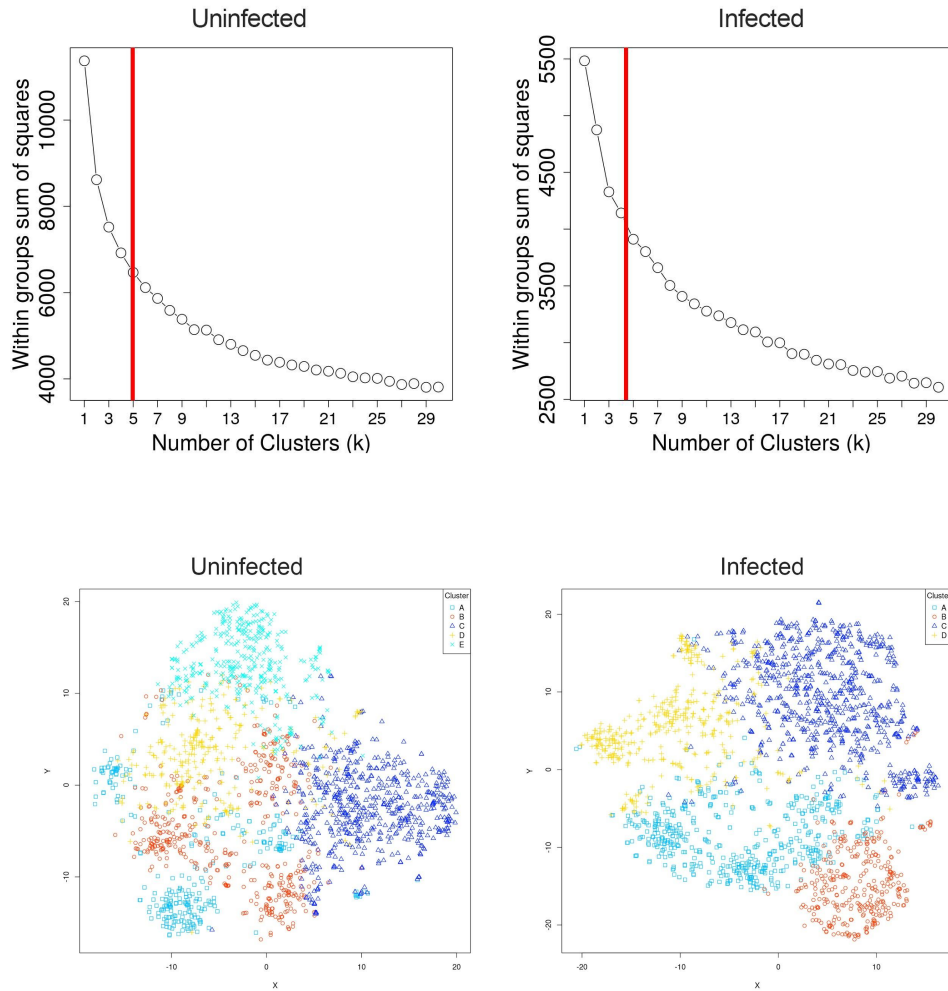 Uninfected
Within groups sum of squares
10000
8000
6000
4000
1 3 5 7 9 13 17 21 25 29
Number of Clusters (k)
Infected
Within groups sum of squares
5500
4500
3500
2500
1 3 5 7 9 13 17 21 25 29
Number of Clusters (k)
Uninfected
Cluster
A
B
C
D
E
Y
20
10
0
-10
-10 0 10 20
X
Infected
Cluste
A
B
C
D
Y
20
10
0
-10
-20
-20 -10 0 10
X